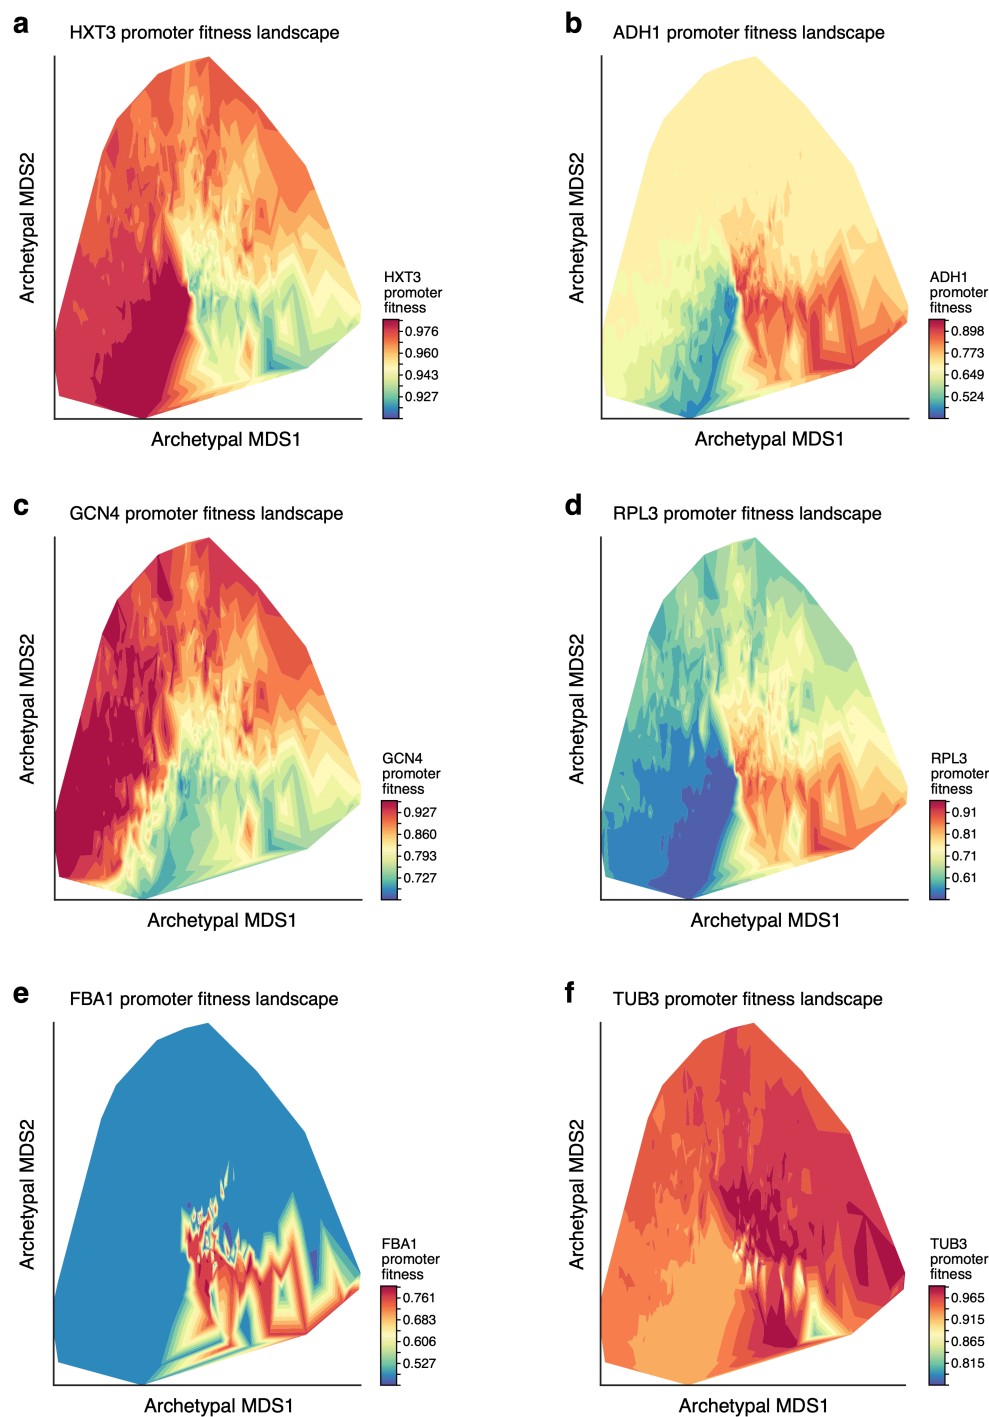 a
HXT3 promoter fitness landscape
Archetypal MDS2
Archetypal MDS1
HXT3
promoter
fitness
0.976
0.960
0.943
0.927
b
ADH1 promoter fitness landscape
Archetypal MDS2
Archetypal MDS1
ADH1
promoter
fitness
0.898
0.773
0.649
0.524
c
GCN4 promoter fitness landscape
Archetypal MDS2
Archetypal MDS1
GCN4
promoter
fitness
0.927
0.860
0.793
0.727
d
RPL3 promoter fitness landscape
Archetypal MDS2
Archetypal MDS1
RPL3
promoter
fitness
0.91
0.81
0.71
0.61
e
FBA1 promoter fitness landscape
Archetypal MDS2
Archetypal MDS1
FBA1
promoter
fitness
0.761
0.683
0.606
0.527
f
TUB3 promoter fitness landscape
Archetypal MDS2
Archetypal MDS1
TUB3
promoter
fitness
0.965
0.915
0.865
0.815